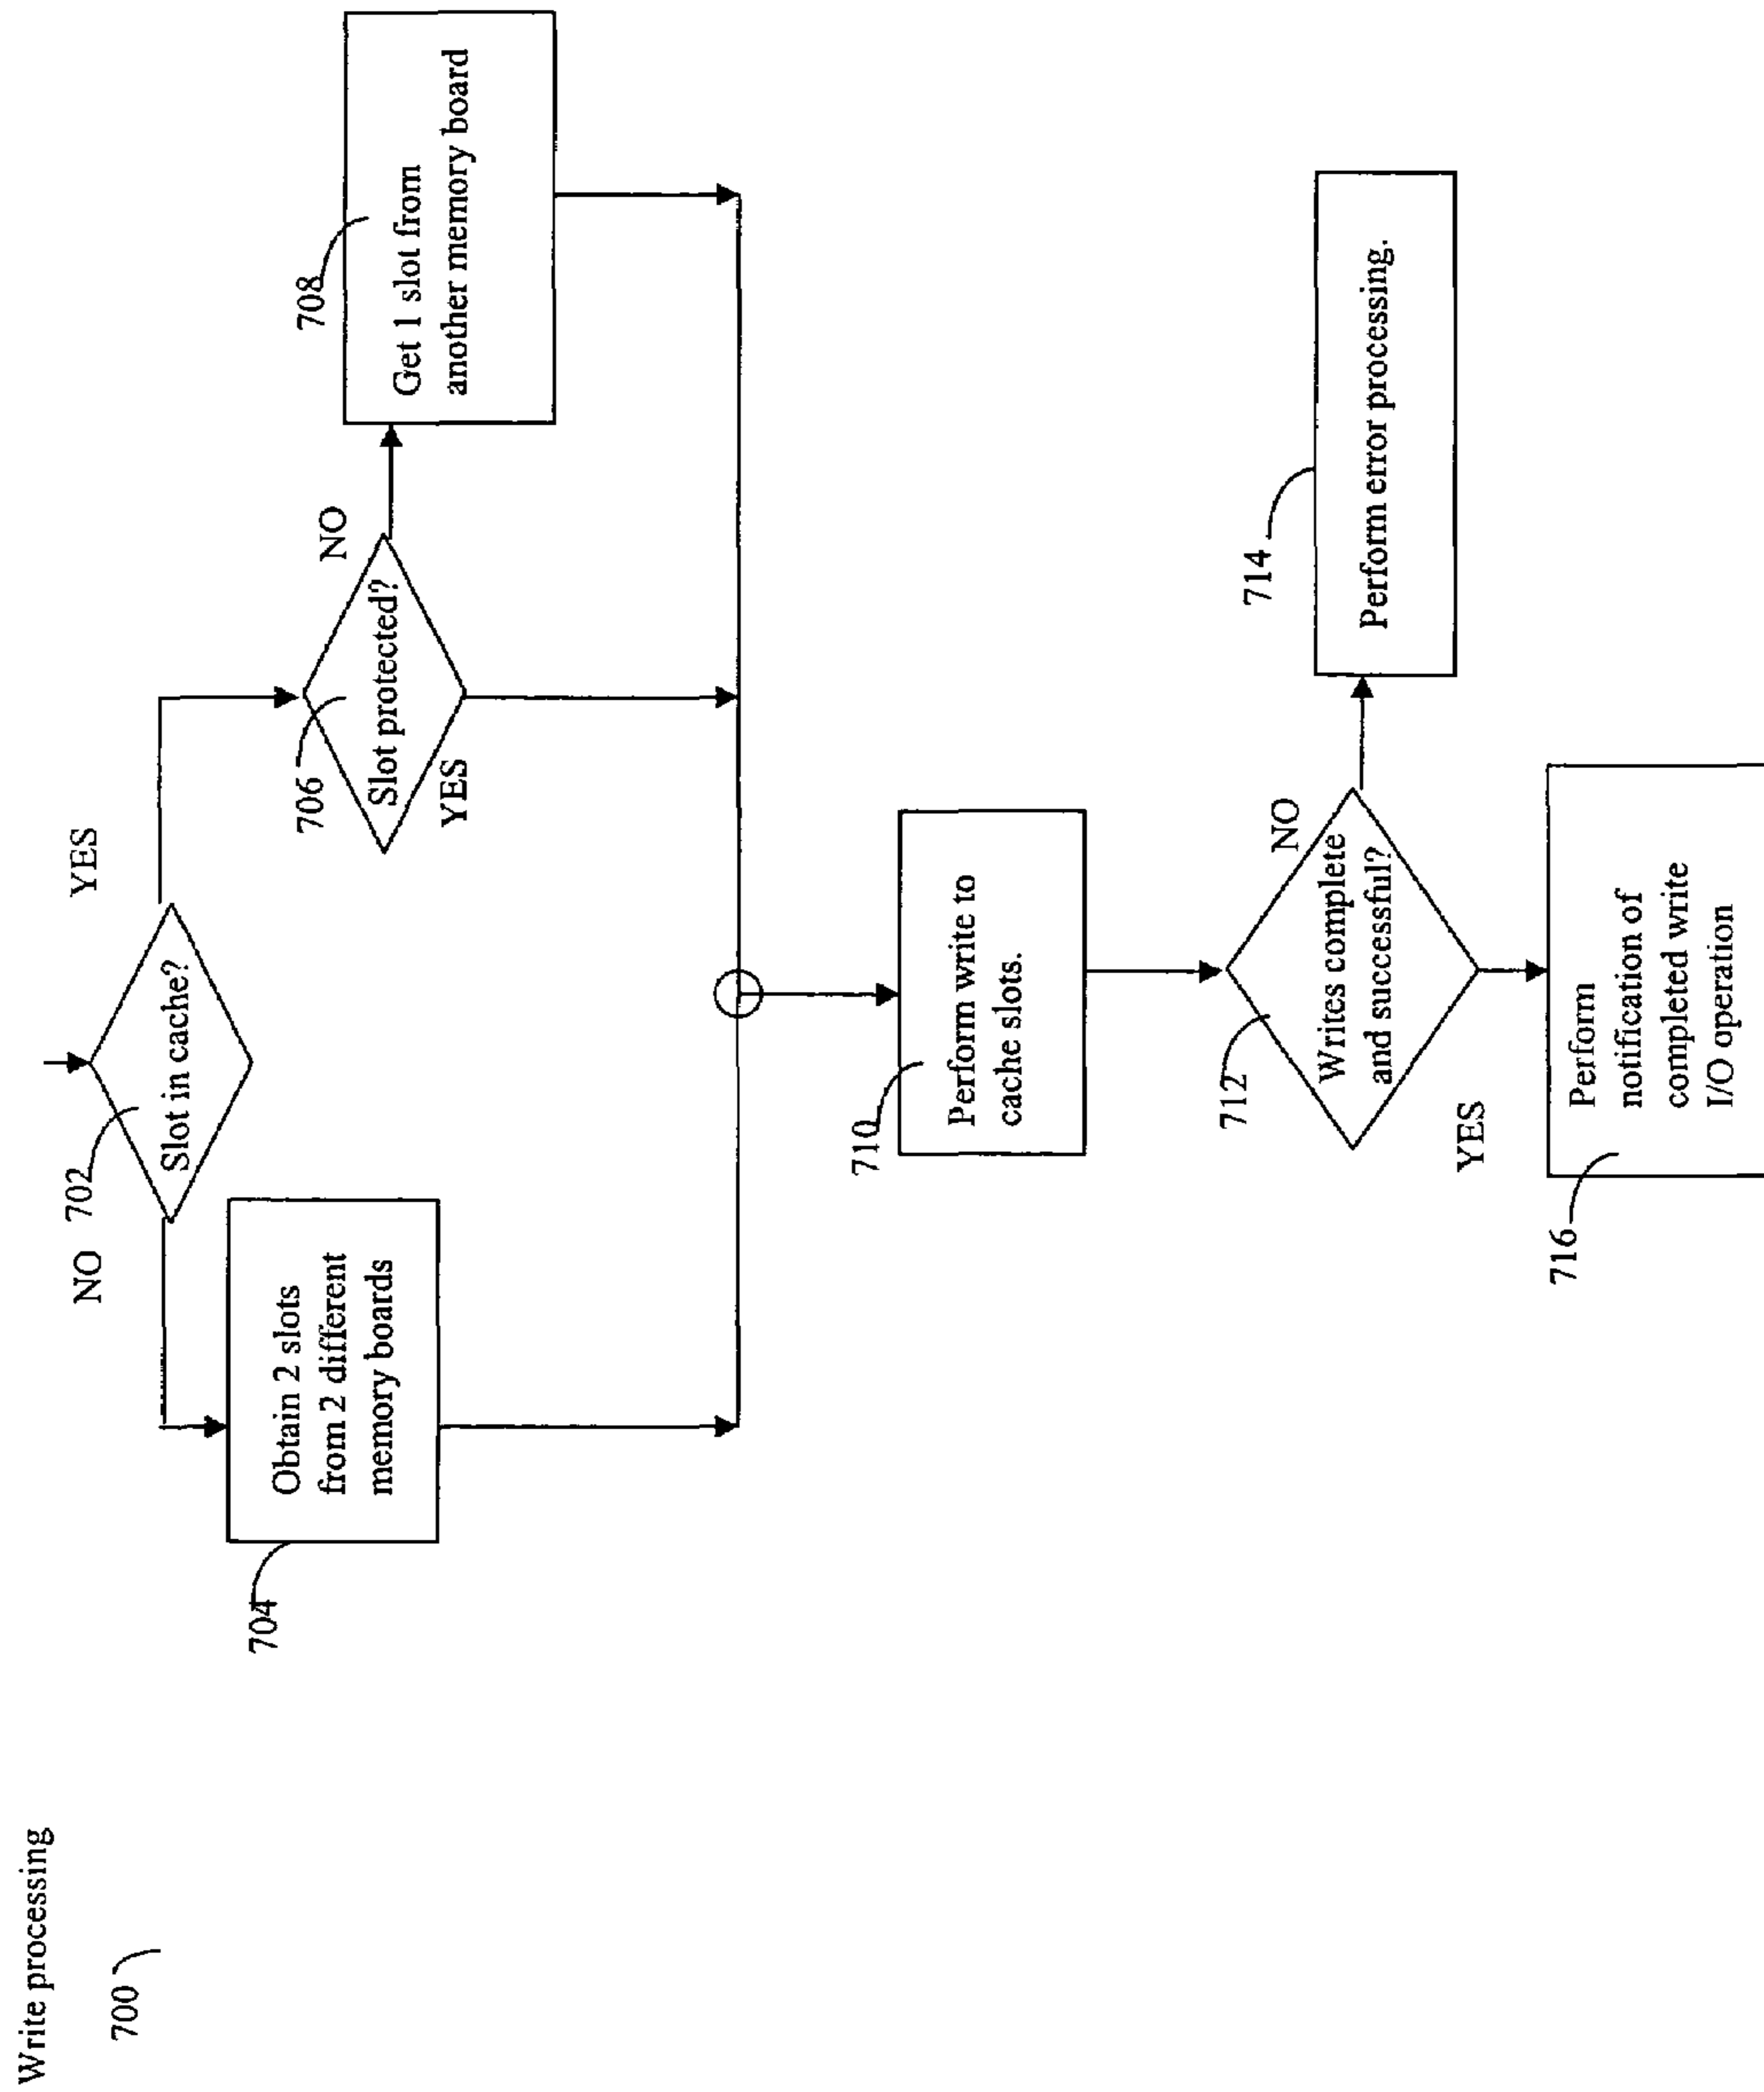 Write processing
700
NO
702
YES
Slot in cache?
704
Obtain 2 slots
from 2 different
memory boards
706
Slot protected?
NO
YES
708
Get 1 slot from
another memory board
710
Perform write to
cache slots.
712
Writes complete
and successful?
NO
YES
714
Perform error processing.
716
Perform
notification of
completed write
I/O operation